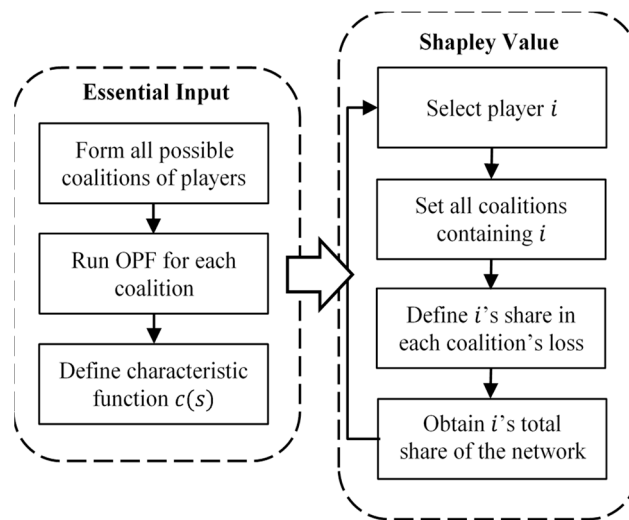 Essential Input
Form all possible
coalitions of players
Run OPF for each
coalition
Define characteristic
function c(s)
Shapley Value
Select player i
Set all coalitions
containing i
Define i's share in
each coalition's loss
Obtain i's total
share of the network